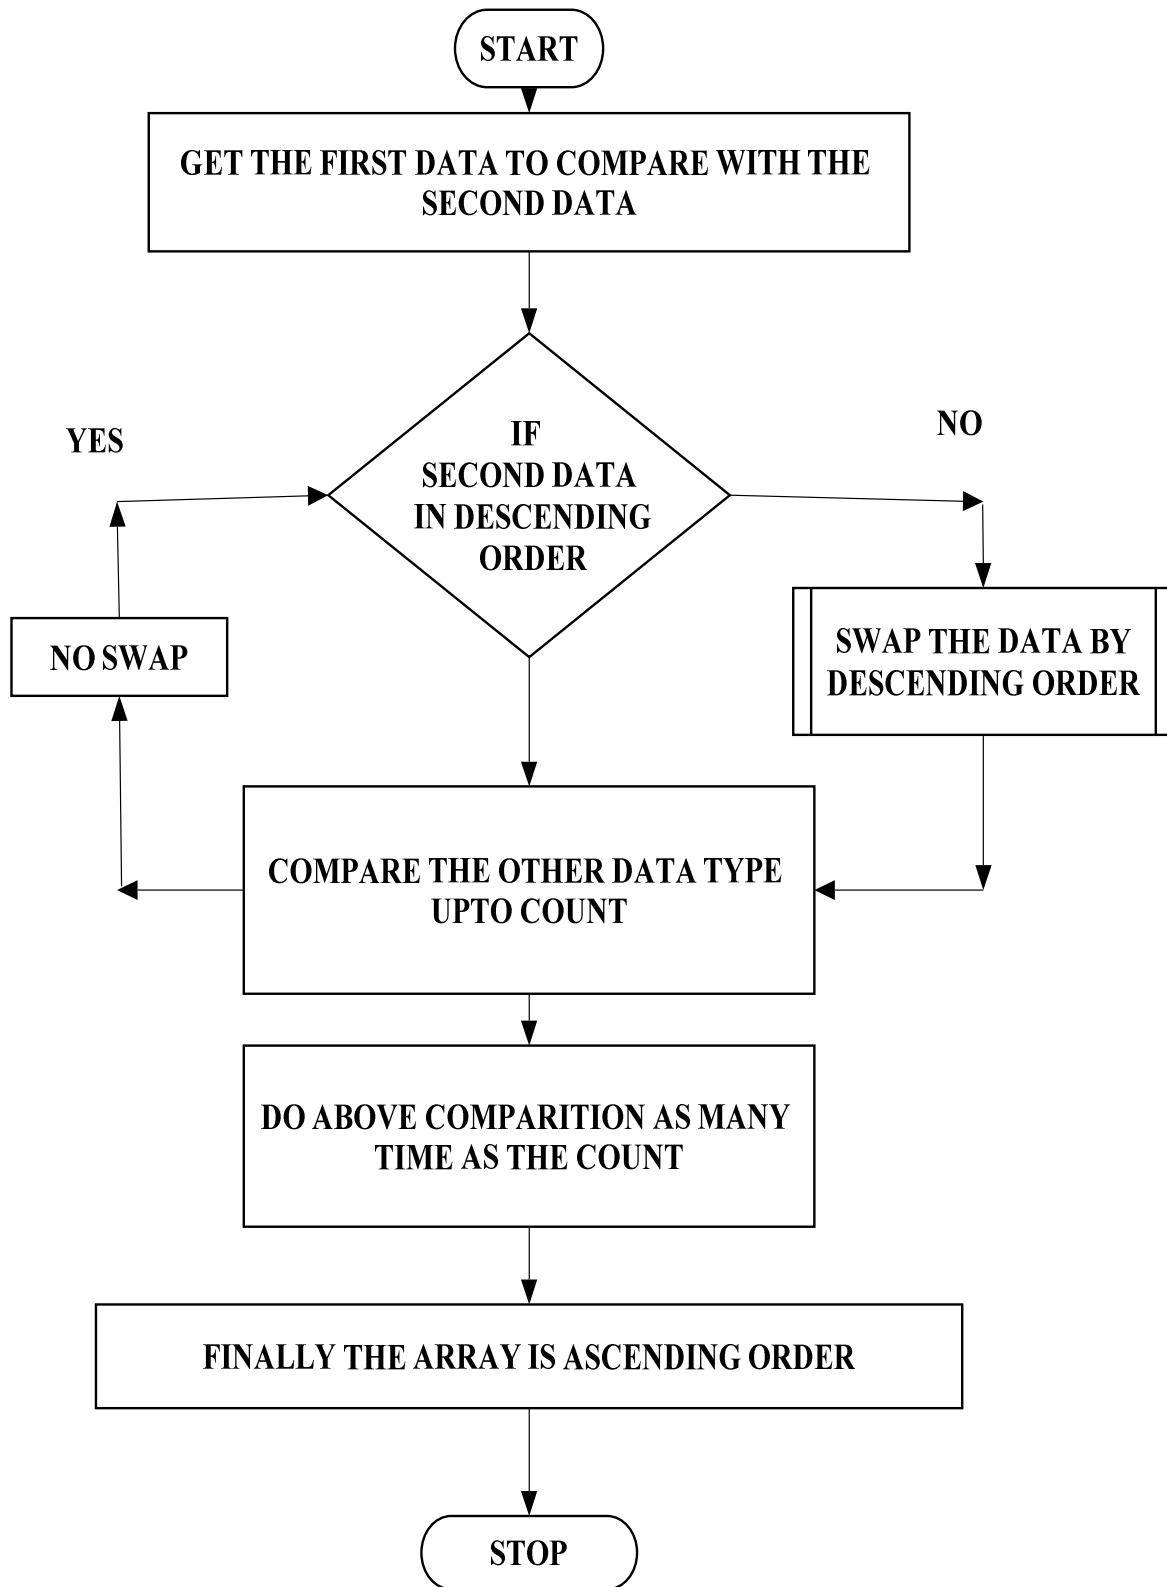 START
GET THE FIRST DATA TO COMPARE WITH THE
SECOND DATA
IF
SECOND DATA
IN DESCENDING
ORDER
YES
NO
NO SWAP
SWAP THE DATA BY
DESCENDING ORDER
COMPARE THE OTHER DATA TYPE
UPTO COUNT
DO ABOVE COMPARITION AS MANY
TIME AS THE COUNT
FINALLY THE ARRAY IS ASCENDING ORDER
STOP